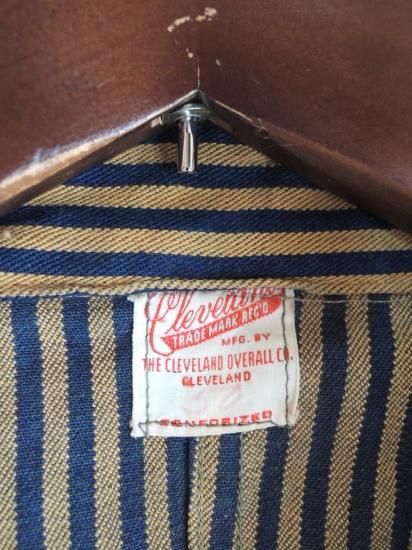 Cleveland
TRADE MARK REG'D
MFG. BY
THE CLEVELAND OVERALL CO.
CLEVELAND
SANFORIZED